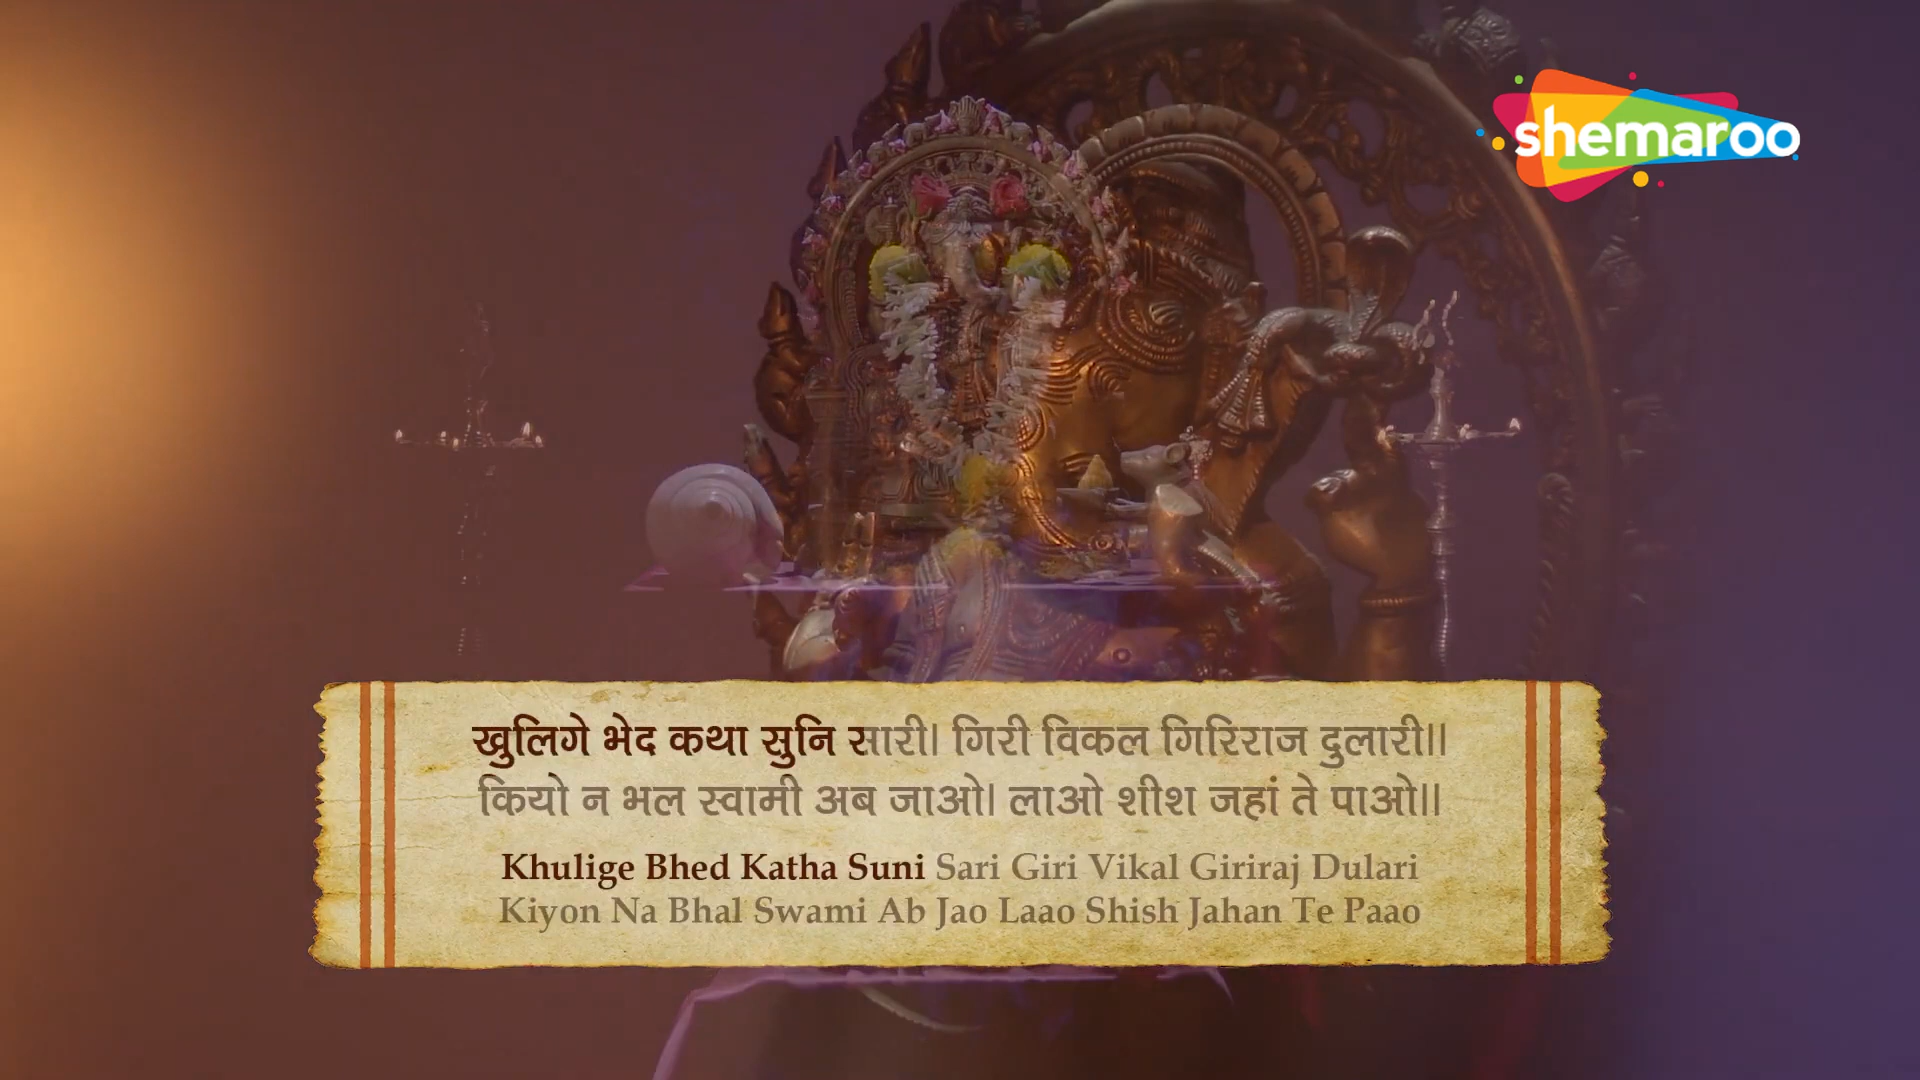 shemaroo
खुलिगे भेद कथा सुनि सारी। गिरी विकल गिरिराज दुलारी।।
कियो न भल स्वामी अब जाओ। लाओ शीश जहां ते पाओ।।
Khulige Bhed Katha Suni Sari Giri Vikal Giriraj Dulari
Kiyon Na Bhal Swami Ab Jao Laao Shish Jahan Te Paao